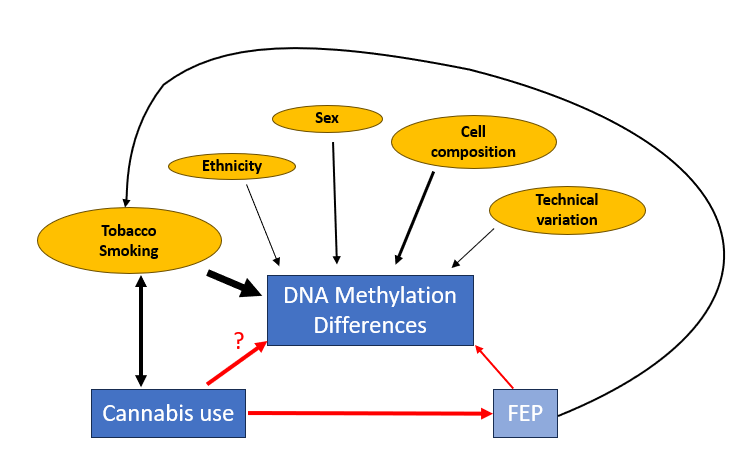 Sex
Cell
composition
Ethnicity
Technical
variation
Tobacco
Smoking
DNA Methylation
Differences
?
Cannabis use
FEP